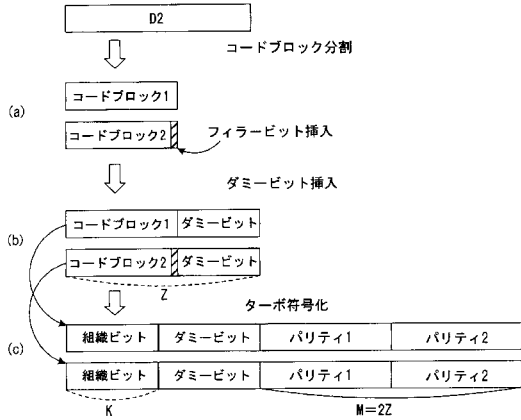 D2
コードブロック分割
(a)
コードブロック1
コードブロック2
フィラービット挿入
ダミービット挿入
(b)
コードブロック1 ダミービット
コードブロック2 ダミービット
Z
ターボ符号化
(c)
組織ビット ダミービット パリティ1 パリティ2
組織ビット ダミービット パリティ1 パリティ2
K
M=2Z